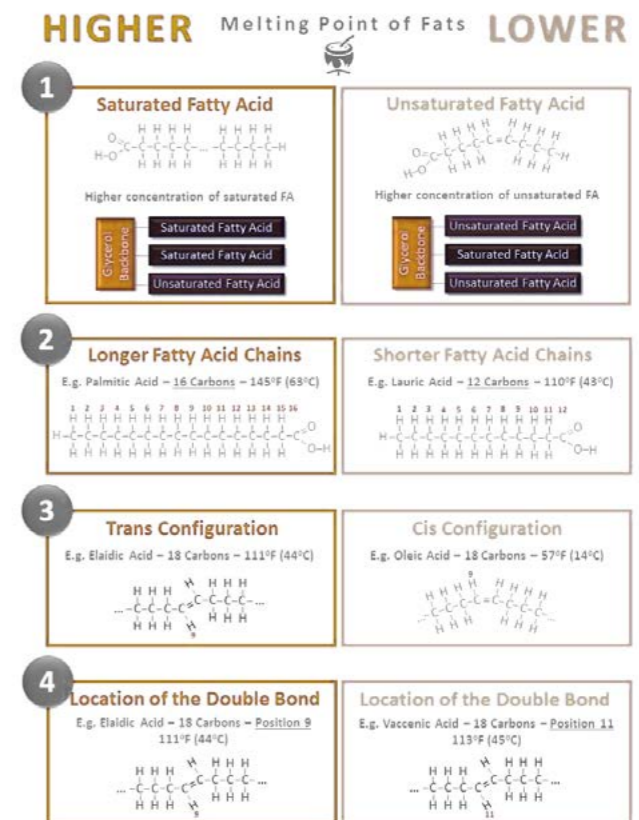 HIGHER Melting Point of Fats LOWER
1
Saturated Fatty Acid
Higher concentration of saturated FA
Glycerol
Backbone
Saturated Fatty Acid
Saturated Fatty Acid
Unsaturated Fatty Acid
Unsaturated Fatty Acid
Higher concentration of unsaturated FA
Glycerol
Backbone
Unsaturated Fatty Acid
Saturated Fatty Acid
Unsaturated Fatty Acid
2
Longer Fatty Acid Chains
E.g. Palmitic Acid – 16 Carbons – 145°F (63°C)
1 2 3 4 5 6 7 8 9 10 11 12 13 14 15 16
Shorter Fatty Acid Chains
E.g. Lauric Acid – 12 Carbons – 110°F (43°C)
1 2 3 4 5 6 7 8 9 10 11 12
3
Trans Configuration
E.g. Elaidic Acid – 18 Carbons – 111°F (44°C)
9
Cis Configuration
E.g. Oleic Acid – 18 Carbons – 57°F (14°C)
9
4
Location of the Double Bond
E.g. Elaidic Acid – 18 Carbons – Position 9
111°F (44°C)
9
Location of the Double Bond
E.g. Vaccenic Acid – 18 Carbons – Position 11
113°F (45°C)
11